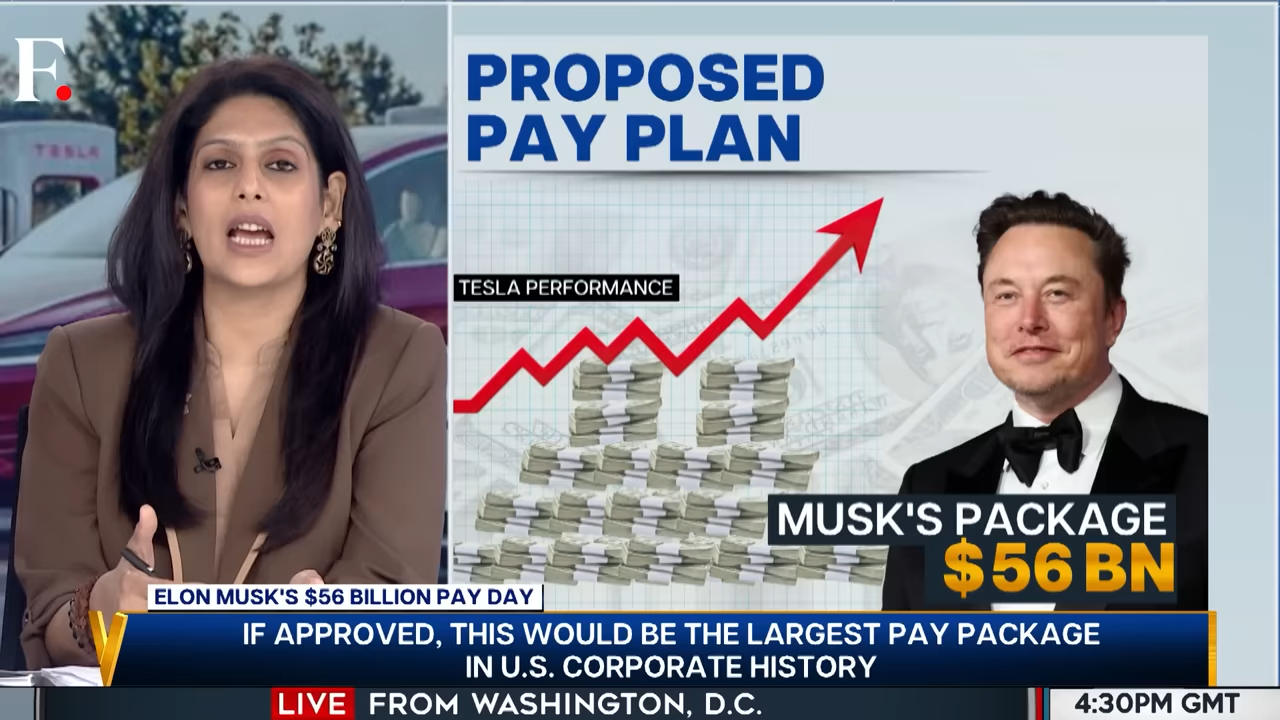 F.
TESLA
PROPOSED
PAY PLAN
TESLA PERFORMANCE
MUSK'S PACKAGE
$56 BN
ELON MUSK'S $56 BILLION PAY DAY
IF APPROVED, THIS WOULD BE THE LARGEST PAY PACKAGE
IN U.S. CORPORATE HISTORY
LIVE FROM WASHINGTON, D.C.
4:30PM GMT